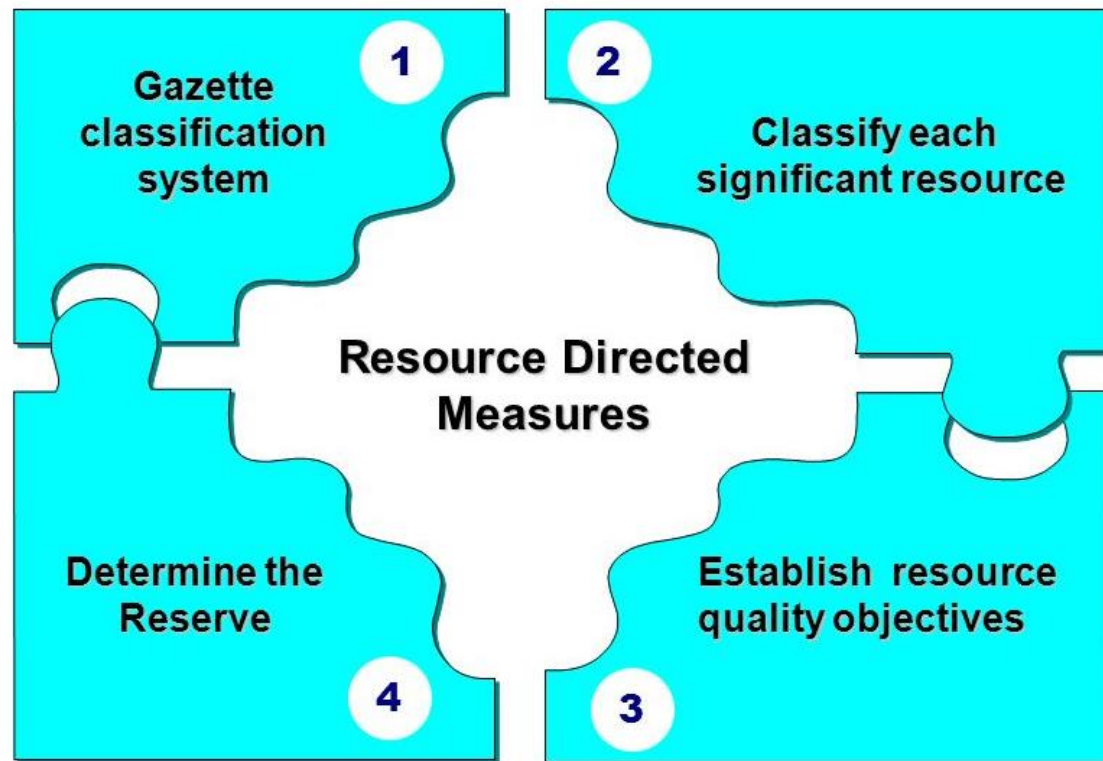 1
Gazette
classification
system
2
Classify each
significant resource
Resource Directed
Measures
Establish resource
quality objectives
3
Determine the
Reserve
4